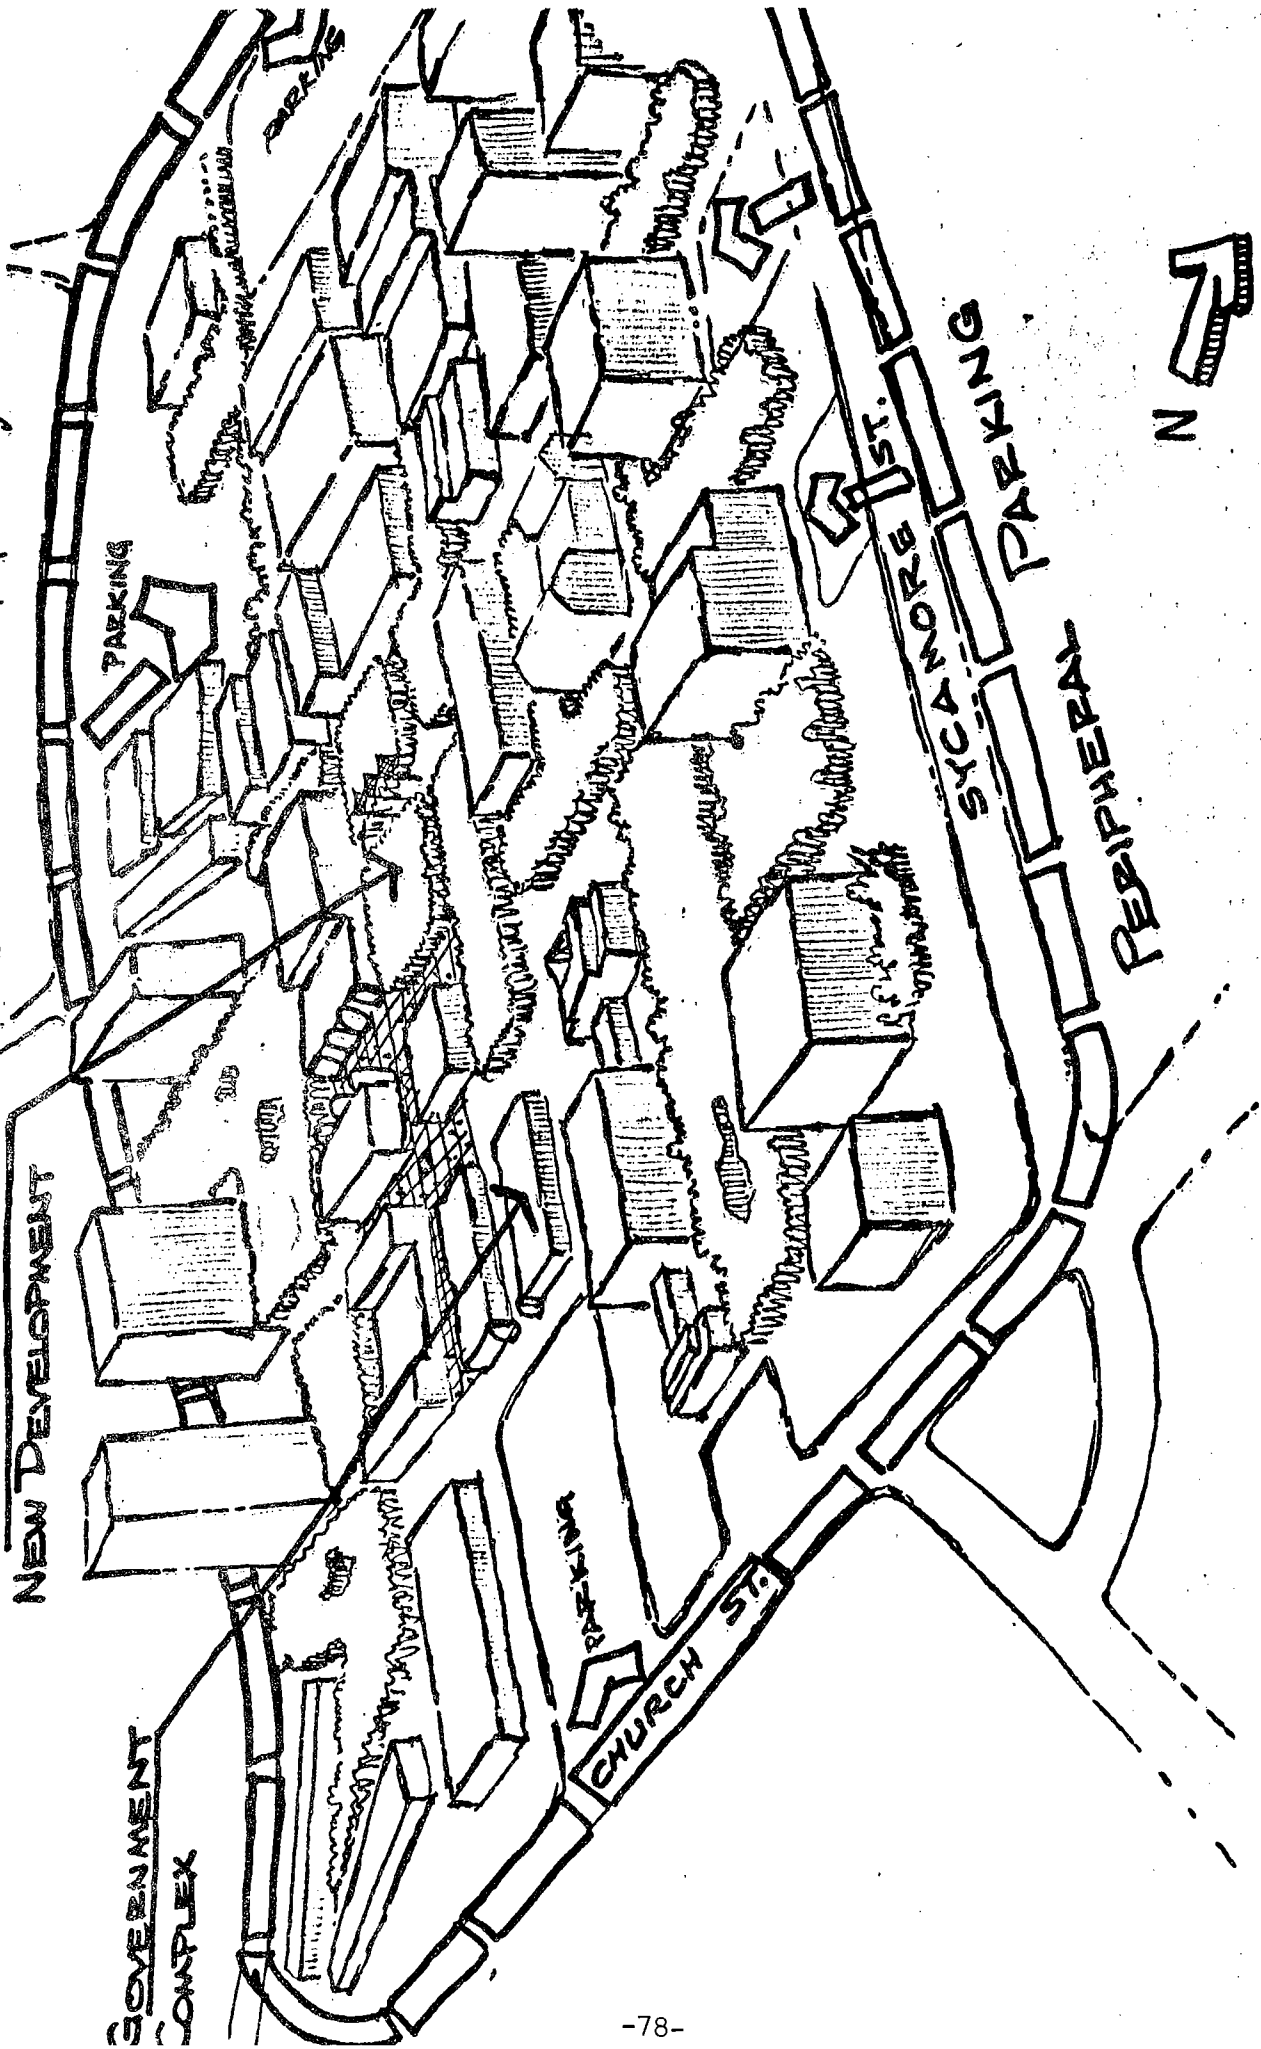 NEW DEVELOPMENT
GOVERNMENT
COMPLEX
PARKING
PARKING
PARKING
CHURCH ST.
SYCAMORE ST.
PERIPHERAL PARKING
N
-78-